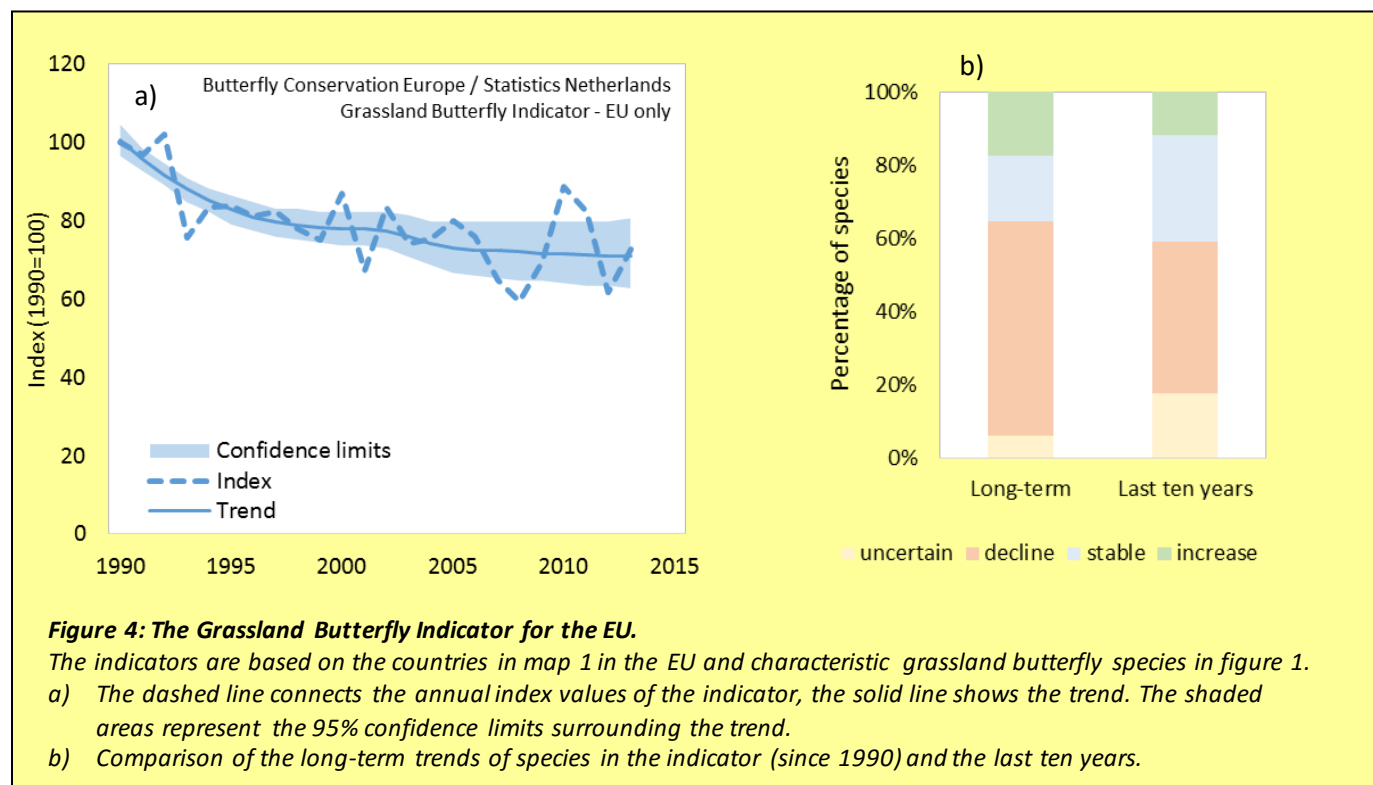 a)
Butterfly Conservation Europe / Statistics Netherlands
Grassland Butterfly Indicator - EU only
Index (1990=100)
120
100
80
60
40
20
0
Confidence limits
Index
Trend
1990 1995 2000 2005 2010 2015
b)
Percentage of species
100%
80%
60%
40%
20%
0%
Long-term Last ten years
uncertain decline stable increase
Figure 4: The Grassland Butterfly Indicator for the EU.
The indicators are based on the countries in map 1 in the EU and characteristic grassland butterfly species in figure 1.
a) The dashed line connects the annual index values of the indicator, the solid line shows the trend. The shaded
areas represent the 95% confidence limits surrounding the trend.
b) Comparison of the long-term trends of species in the indicator (since 1990) and the last ten years.